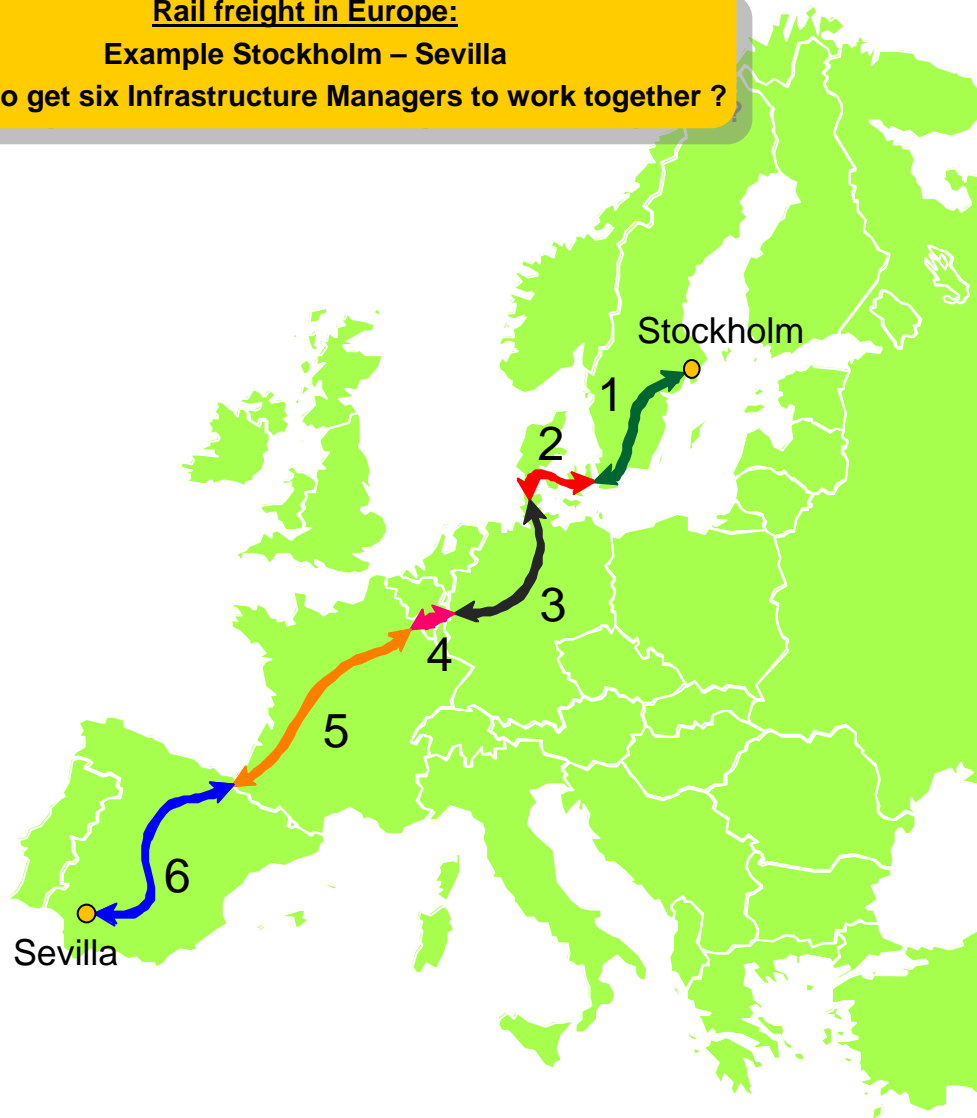 Rail freight in Europe:
Example Stockholm – Sevilla
o get six Infrastructure Managers to work together ?
Stockholm
1
2
3
4
5
6
Sevilla